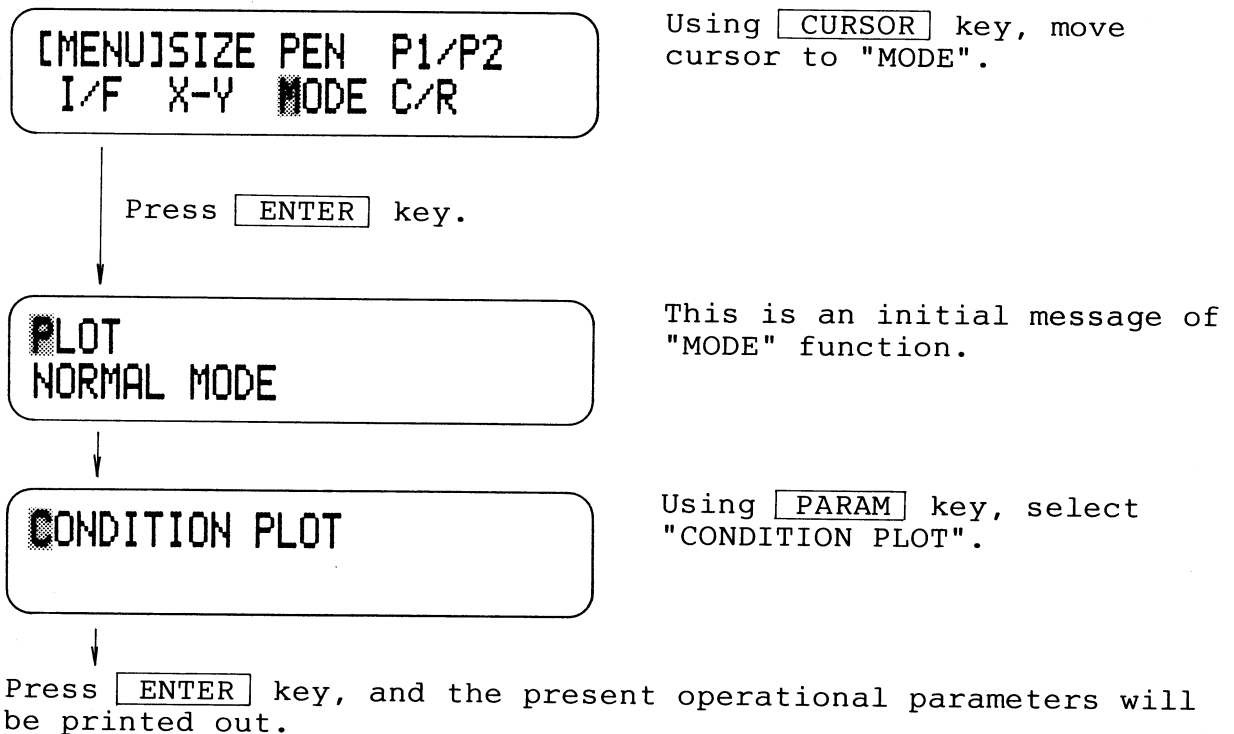 [MENU]SIZE PEN P1/P2
I/F X-Y MODE C/R
Using CURSOR key, move
cursor to "MODE".
Press ENTER key.
PLOT
NORMAL MODE
This is an initial message of
"MODE" function.
CONDITION PLOT
Using PARAM key, select
"CONDITION PLOT".
Press ENTER key, and the present operational parameters will
be printed out.